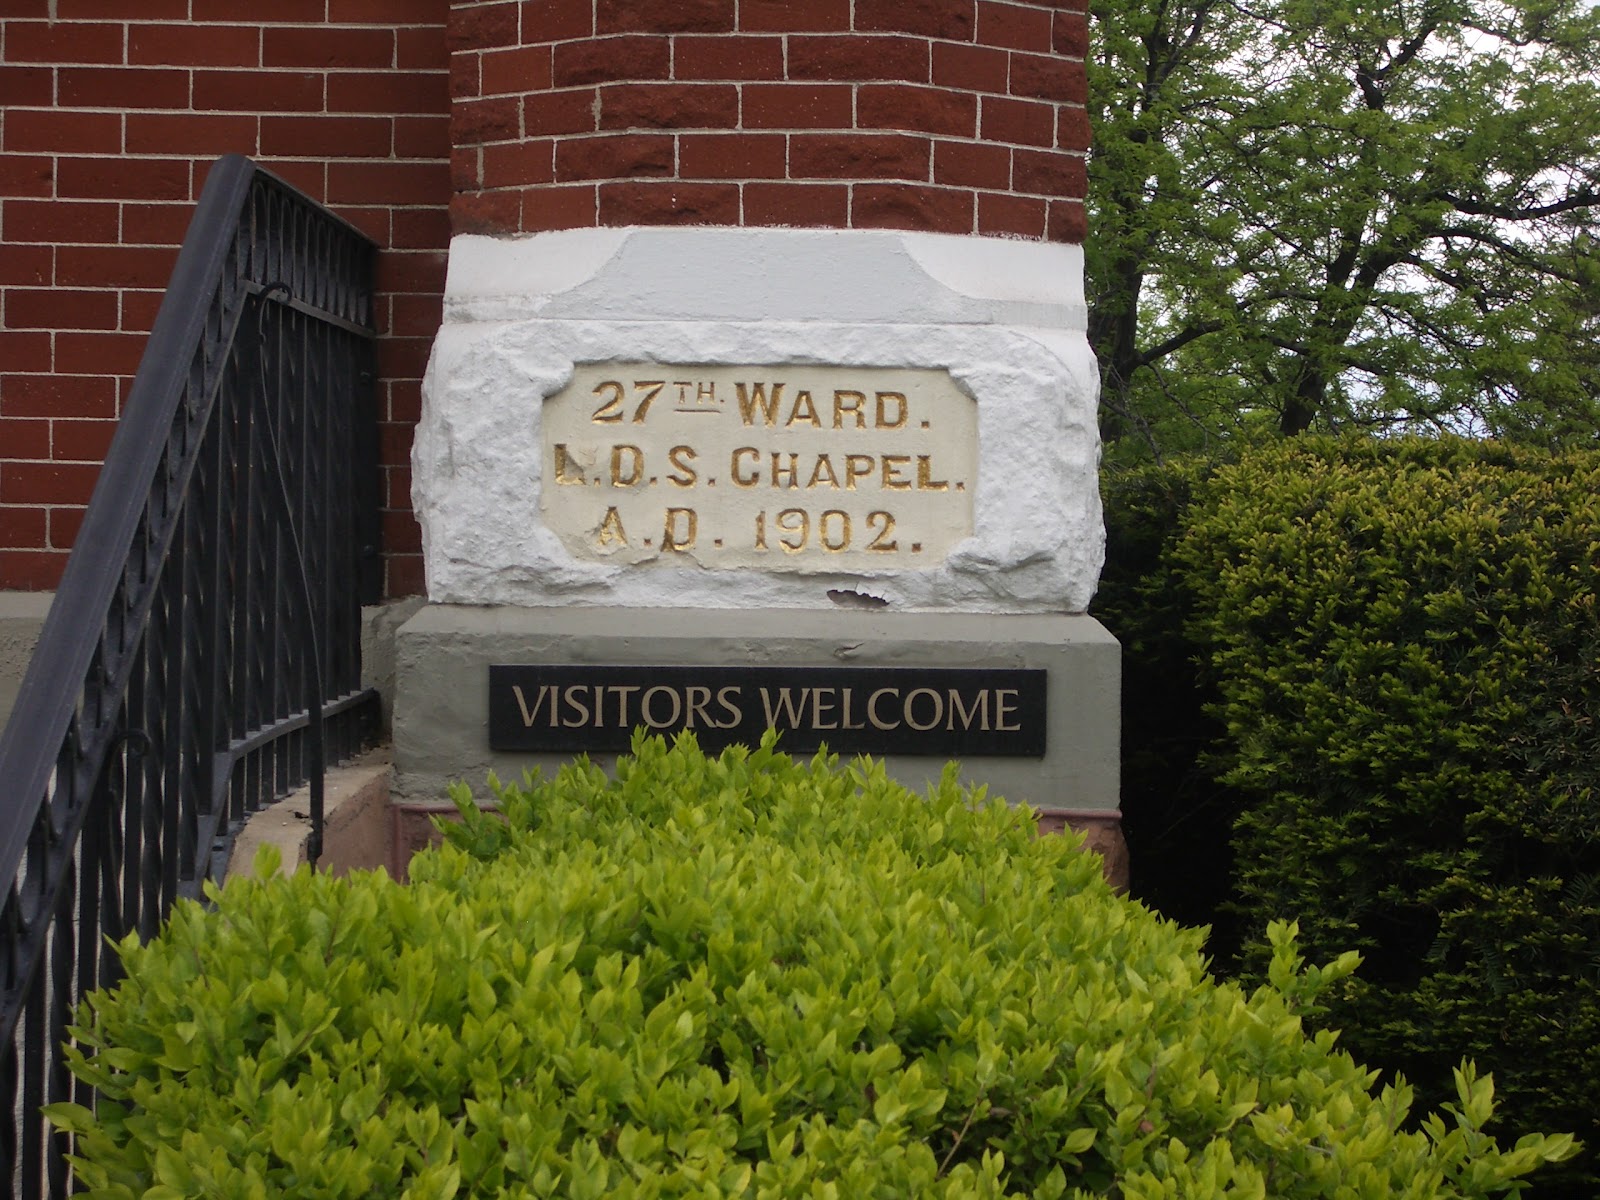 27TH. WARD.
L.D.S. CHAPEL.
A.D. 1902.
VISITORS WELCOME